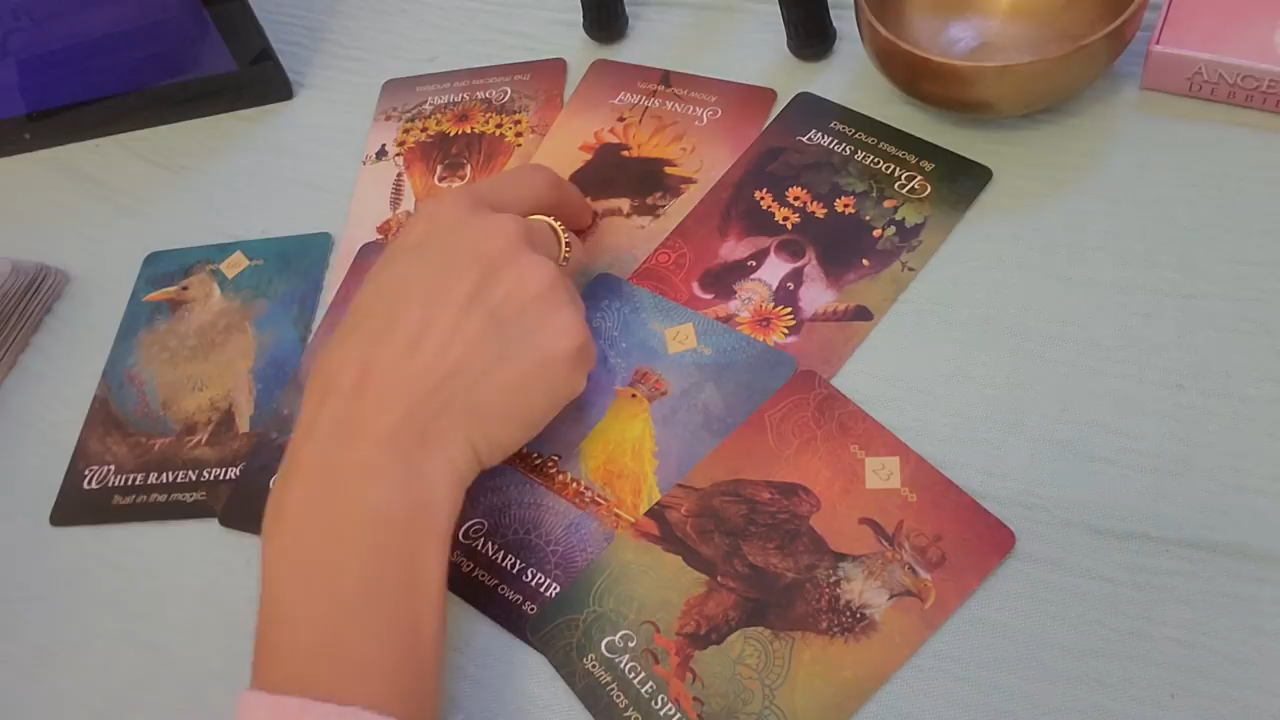 The miracles are endless.
COW SPIRIT
Know your worth.
SKUNK SPIRIT
Be fearless and bold.
BADGER SPIRIT
ANGE
DEBBI
66
WHITE RAVEN SPIR
Trust in the magic.
12
CANARY SPIR
Sing your own so
23
EAGLE SPI
Spirit has yo